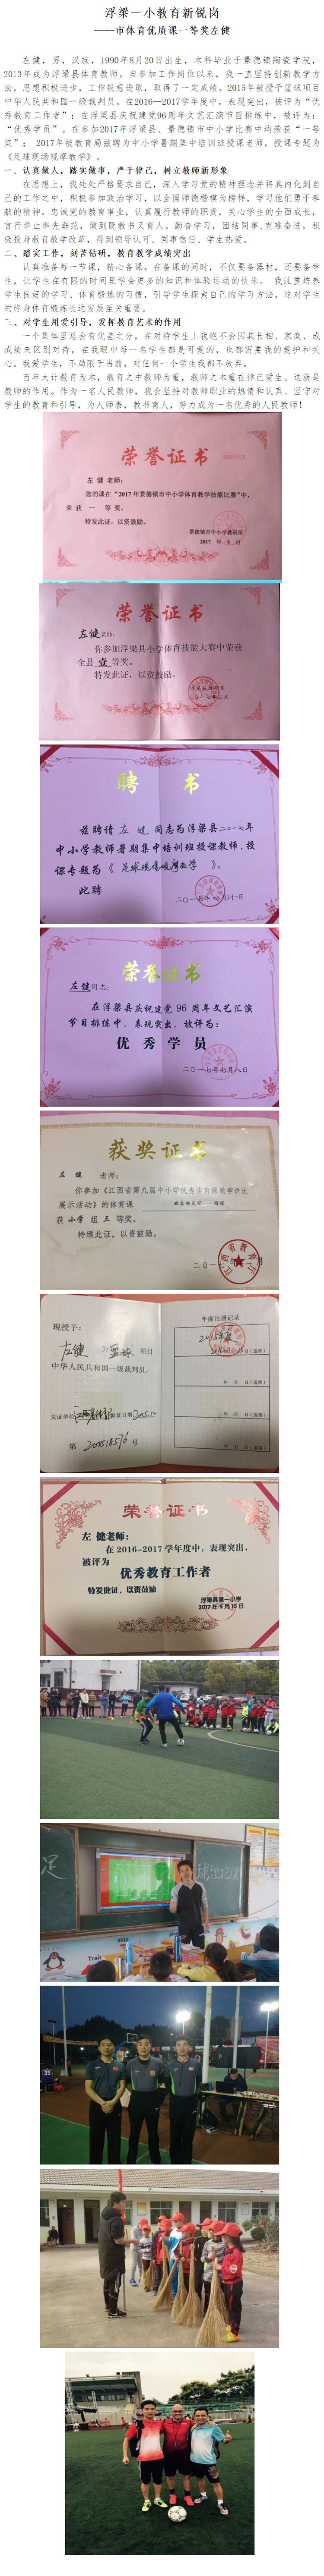 浮梁一小教育新锐岗
——市体育优质课一等奖左健
左健，男，汉族，1990年8月20日出生，本科毕业于景德镇陶瓷学院，
2013年成为浮梁县体育教师。自参加工作岗位以来，我一直坚持创新教学方
法，思想积极进步，工作锐意进取，取得了一定成绩。2015年被授予篮球项目
中华人民共和国一级裁判员。在2016—2017学年度中，表现突出，被评为“优
秀教育工作者”；在浮梁县庆祝建党96周年文艺汇演节目排练中，被评为：
“优秀学员”。在参加2017年浮梁县、景德镇市中小学比赛中均荣获“一等
奖”； 2017年被教育局兹聘为中小学暑期集中培训班授课老师，授课专题为
《足球现场观摩教学》。
一、认真做人，踏实做事，严于律己，树立教师新形象
在思想上，我处处严格要求自己，深入学习党的精神理念并将其内化到自
己的工作之中，积极参加政治学习，以全国师德楷模为榜样，学习他们勇于奉
献的精神。忠诚党的教育事业，认真履行教师的职责，关心学生的全面成长，
言行举止率先垂范，做到既教书又育人。勤奋学习，团结同事,克难奋进，积
极投身教育教学改革，得到领导认可、同事信任、学生热爱。
二、踏实工作，刻苦钻研，教育教学成绩突出
认真准备每一节课，精心备课。在备课的同时，不仅要备器材，还要备学
生，让学生在有限的时间里学会更多的知识和体验运动的快乐。 我注重培养
学生良好的学习、体育锻炼的习惯，引导学生探索自己的学习方法，这对学生
的终身体育锻炼长远发展至关重要。
三、对学生用爱引导，发挥教育艺术的作用
一个集体里总会有优差之分，在对待学生上我绝不会因其长相、家庭、成
成绩来区别对待，在我眼中每一名学生都是可爱的，也都需要我的爱护和关
心。我爱学生，不局限于当前，对任何一个学生我都不放弃。
百年大计教育为本，教育之中教师为重，教师之本重在律己爱生。这就是
教师的作用。作为一名人民教师，我会坚持对教师职业的热情和认真、坚守对
学生的教育和引导，为人师表，教书育人，努力成为一名优秀的人民教师！
荣誉证书
左 健 老师：
您的课在“2017年景德镇市中小学体育教学技能比赛”中，
荣 获 一 等 奖。
特发此证，以资鼓励。
景德镇市中小学教研所
2017 年 5 月
荣誉证书
左健老师：
你参加浮梁县小学体育技能大赛中荣获
全县 壹 等奖。
特发此证，以资鼓励。
聘 书
兹聘请 左 健 同志为浮梁县二〇一七年
中小学教师暑期集中培训班授课教师，授
课专题为《 足球现场观摩教学 》。
此聘
荣誉证书
左健同志：
在浮梁县庆祝建党 96 周年文艺汇演
节目排练中，表现突出，被评为：
优 秀 学 员
二〇一七年七月八日
获奖证书
左 健 老师：
你参加《江西省第九届中小学优秀体育课教学评比
展示活动》的体育课
获 小学 组 三 等奖。
特颁此证，以资鼓励。
现授予：
左健 为 篮球 项目
中华人民共和国一级裁判员。
年度注册记录
荣誉证书
左 健老师：
在 2016-2017 学年度中，表现突出，
被评为
优秀教育工作者
特发此证，以资鼓励
浮梁县第一小学
2017 年 9 月 10 日
足